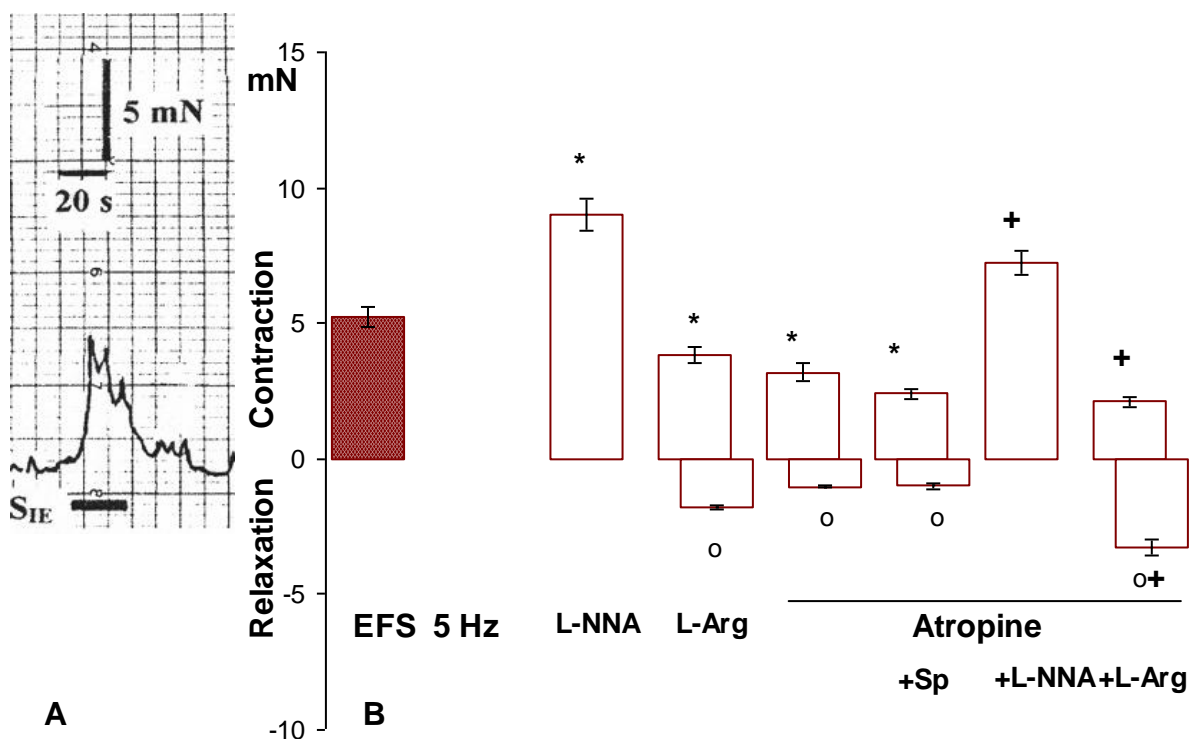 5 mN
20 s
S_IE
A
mN
15
10
5
0
-5
-10
Contraction
Relaxation
*
*
*
*
+
+
o
o
o
o+
EFS 5 Hz
L-NNA
L-Arg
Atropine
+Sp
+L-NNA
+L-Arg
B